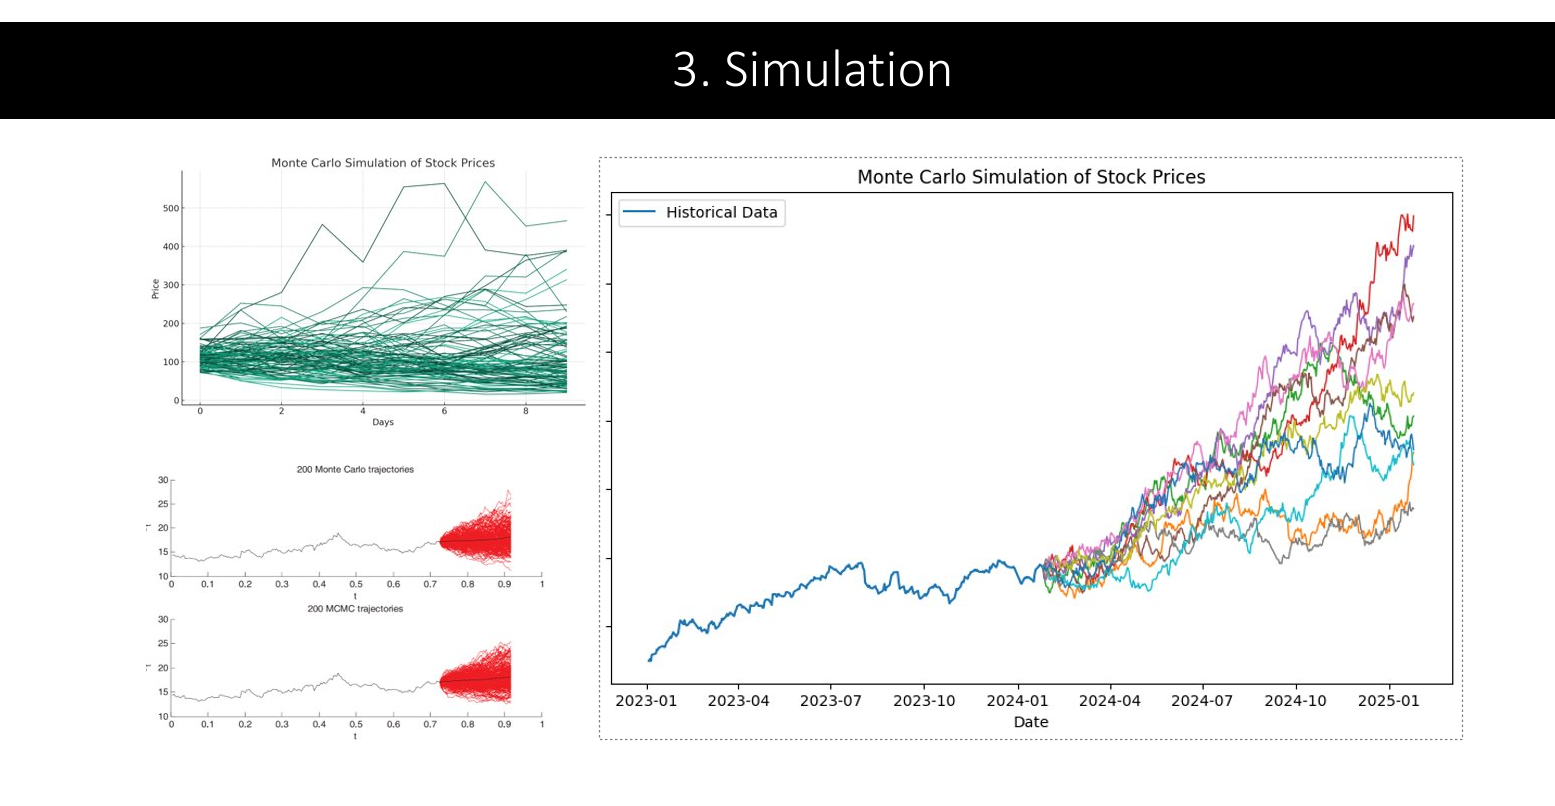 3. Simulation
Monte Carlo Simulation of Stock Prices
500
400
300
200
100
0
Price
0 2 4 6 8
Days
200 Monte Carlo trajectories
30
25
20
15
10
0 0.1 0.2 0.3 0.4 0.5 0.6 0.7 0.8 0.9 1
t
200 MCMC trajectories
30
25
20
15
10
0 0.1 0.2 0.3 0.4 0.5 0.6 0.7 0.8 0.9 1
t
Monte Carlo Simulation of Stock Prices
Historical Data
2023-01 2023-04 2023-07 2023-10 2024-01 2024-04 2024-07 2024-10 2025-01
Date